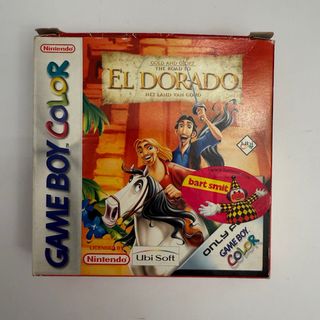 Nintendo
GAME BOY COLOR
GOLD AND GLORY
THE ROAD TO
EL DORADO
HET LAND VAN GOUD
bart smit
LICENSED BY
Nintendo
Ubi Soft
ONLY FOR
GAME BOY
COLOR